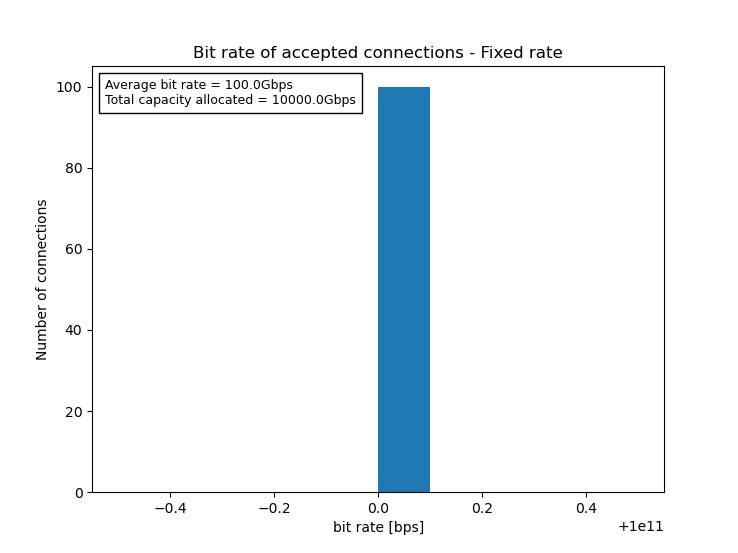 Bit rate of accepted connections - Fixed rate
Average bit rate = 100.0Gbps
Total capacity allocated = 10000.0Gbps
100
80
60
40
20
0
Number of connections
−0.4 −0.2 0.0 0.2 0.4
bit rate [bps]
+1e11